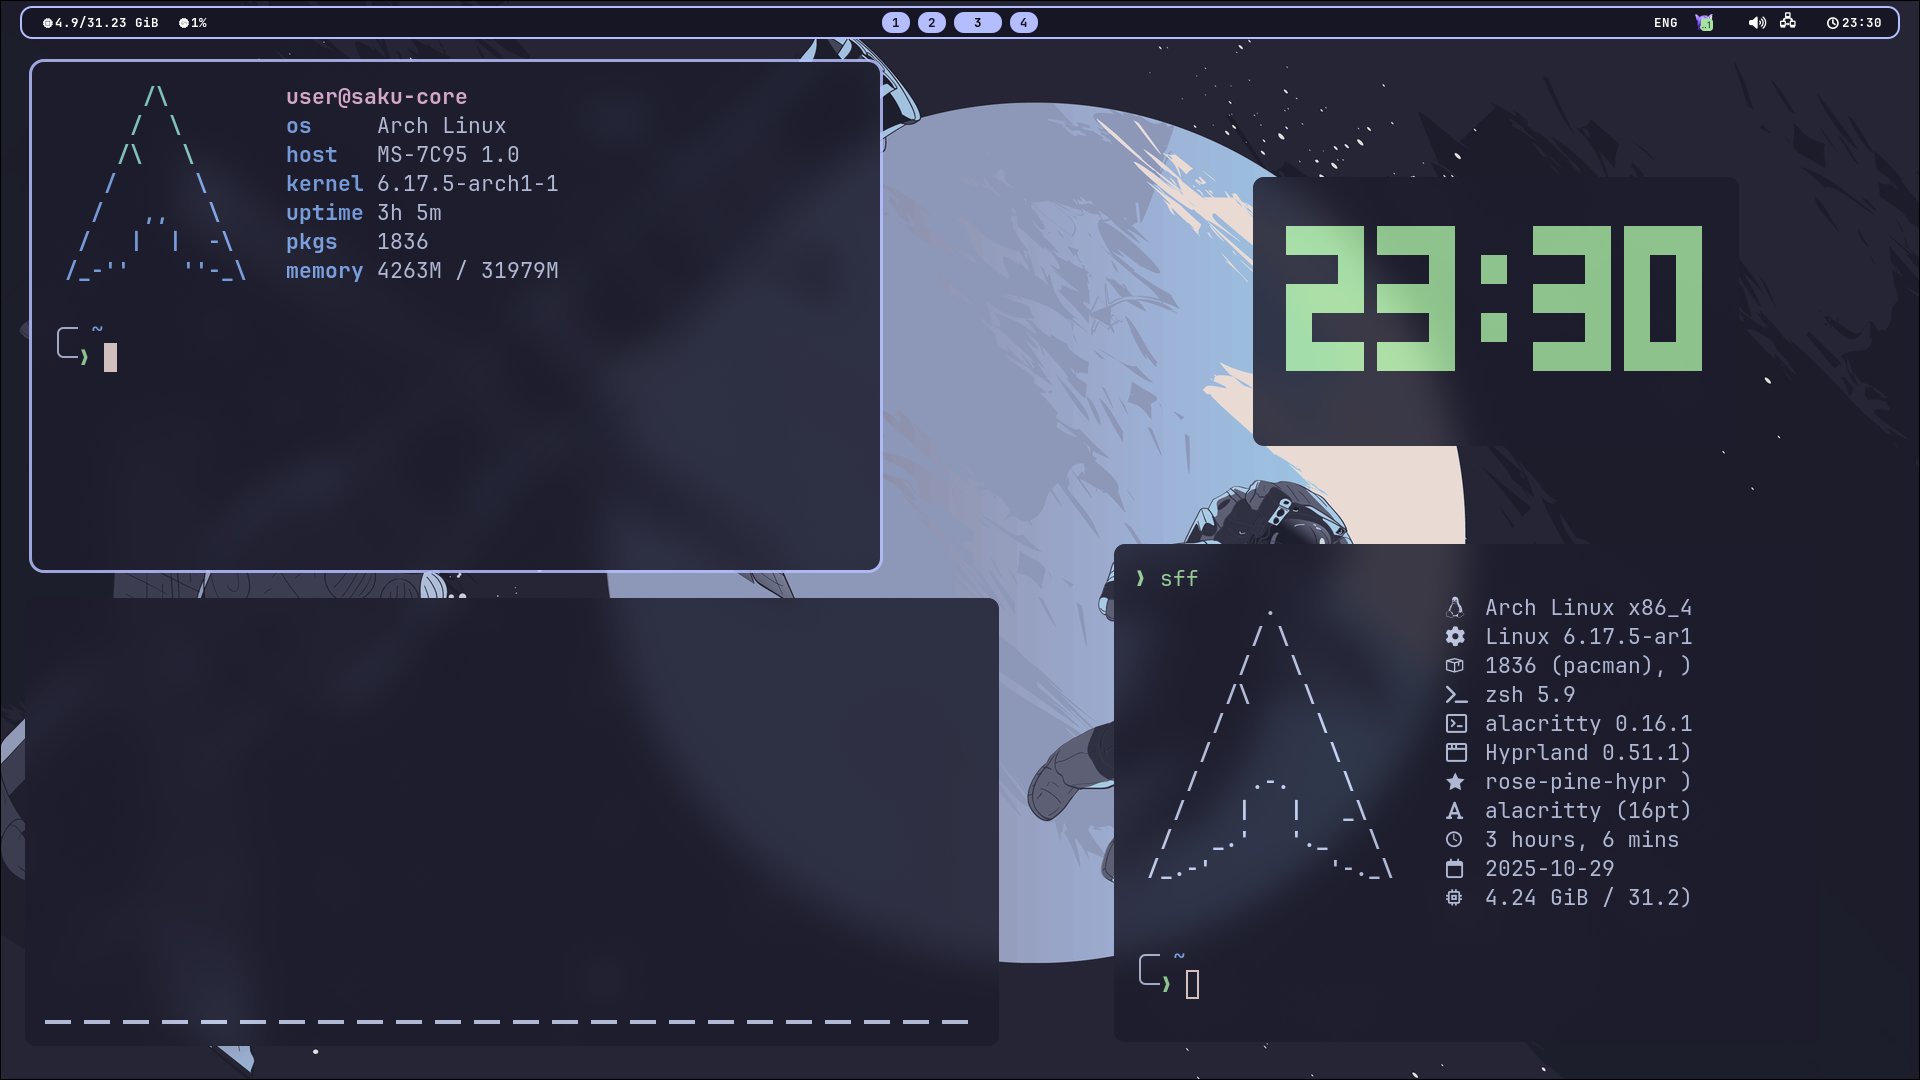 4.9/31.23 GiB 1% 1 2 3 4 ENG 23:30
user@saku-core
os Arch Linux
host MS-7C95 1.0
kernel 6.17.5-arch1-1
uptime 3h 5m
pkgs 1836
memory 4263M / 31979M
~
❱
23:30
❱ sff
Arch Linux x86_4
Linux 6.17.5-ar1
1836 (pacman), )
zsh 5.9
alacritty 0.16.1
Hyprland 0.51.1)
rose-pine-hypr )
alacritty (16pt)
3 hours, 6 mins
2025-10-29
4.24 GiB / 31.2)
~
❱